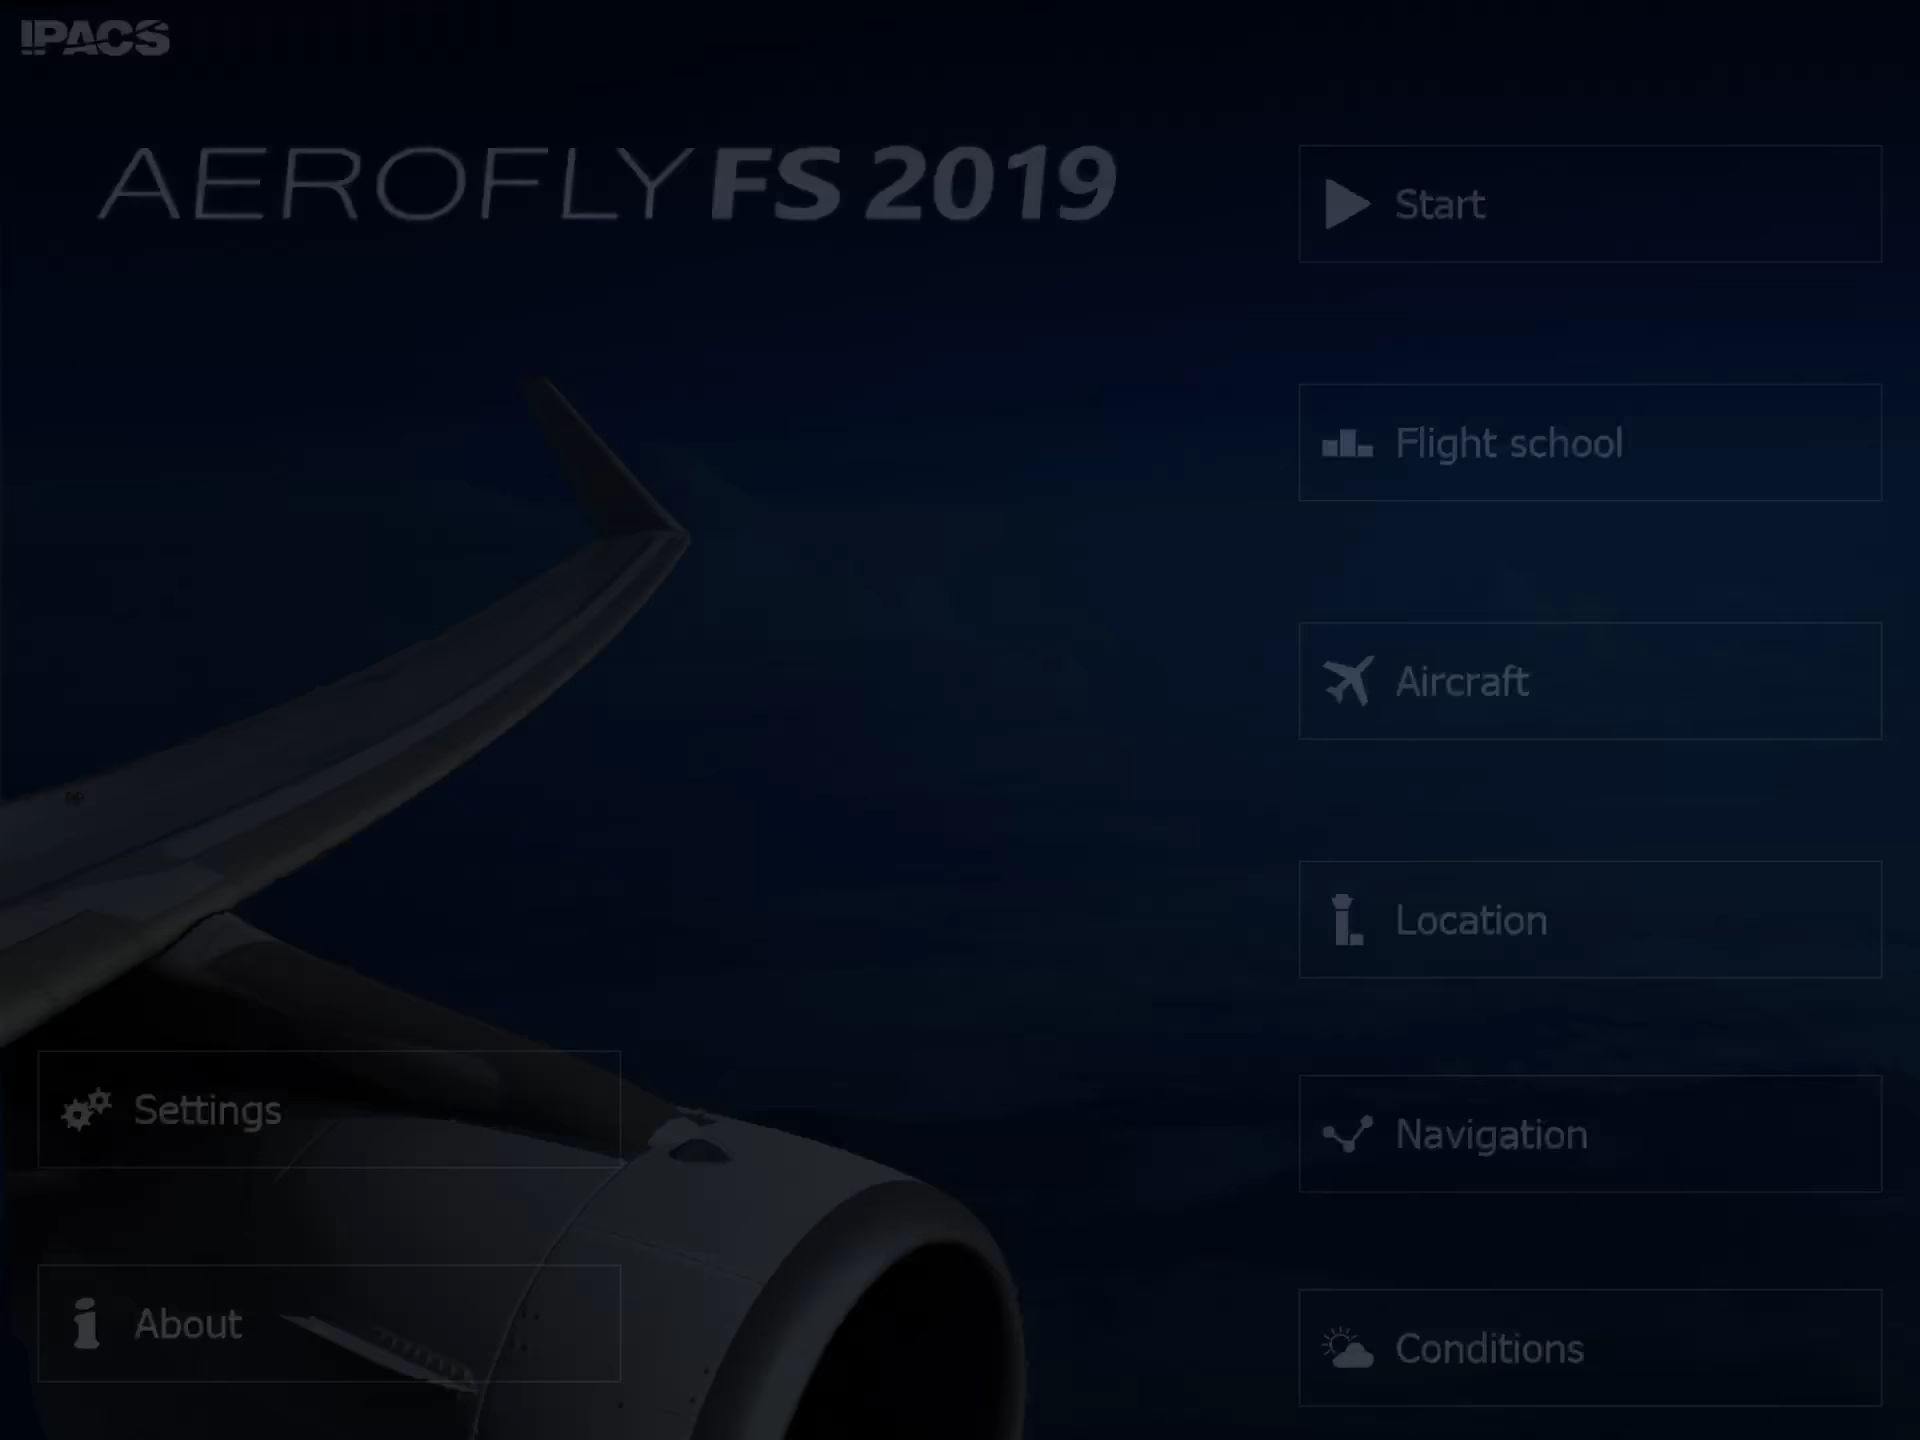 IPACS
AEROFLY FS 2019
Start
Flight school
Aircraft
Location
Settings
Navigation
About
Conditions